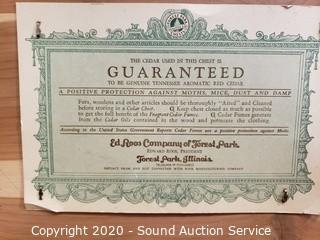 THE CEDAR USED IN THIS CHEST IS
GUARANTEED
TO BE GENUINE TENNESSEE AROMATIC RED CEDAR
A POSITIVE PROTECTION AGAINST MOTHS, MICE, DUST AND DAMP
Furs, woolens and other articles should be thoroughly "Aired" and Cleaned
before storing in a Cedar Chest. Keep chest closed as much as possible
to get the full benefit of the Fragrant Cedar Fumes. Cedar Fumes generate
from the Cedar Oils contained in the wood and permeate the clothing.
According to the United States Government Reports Cedar Fumes are a positive protection against Moths.
Ed. Roos Company of Forest Park,
EDWARD ROOS, PRESIDENT
Forest Park, Illinois.
Copyright 2020 - Sound Auction Service